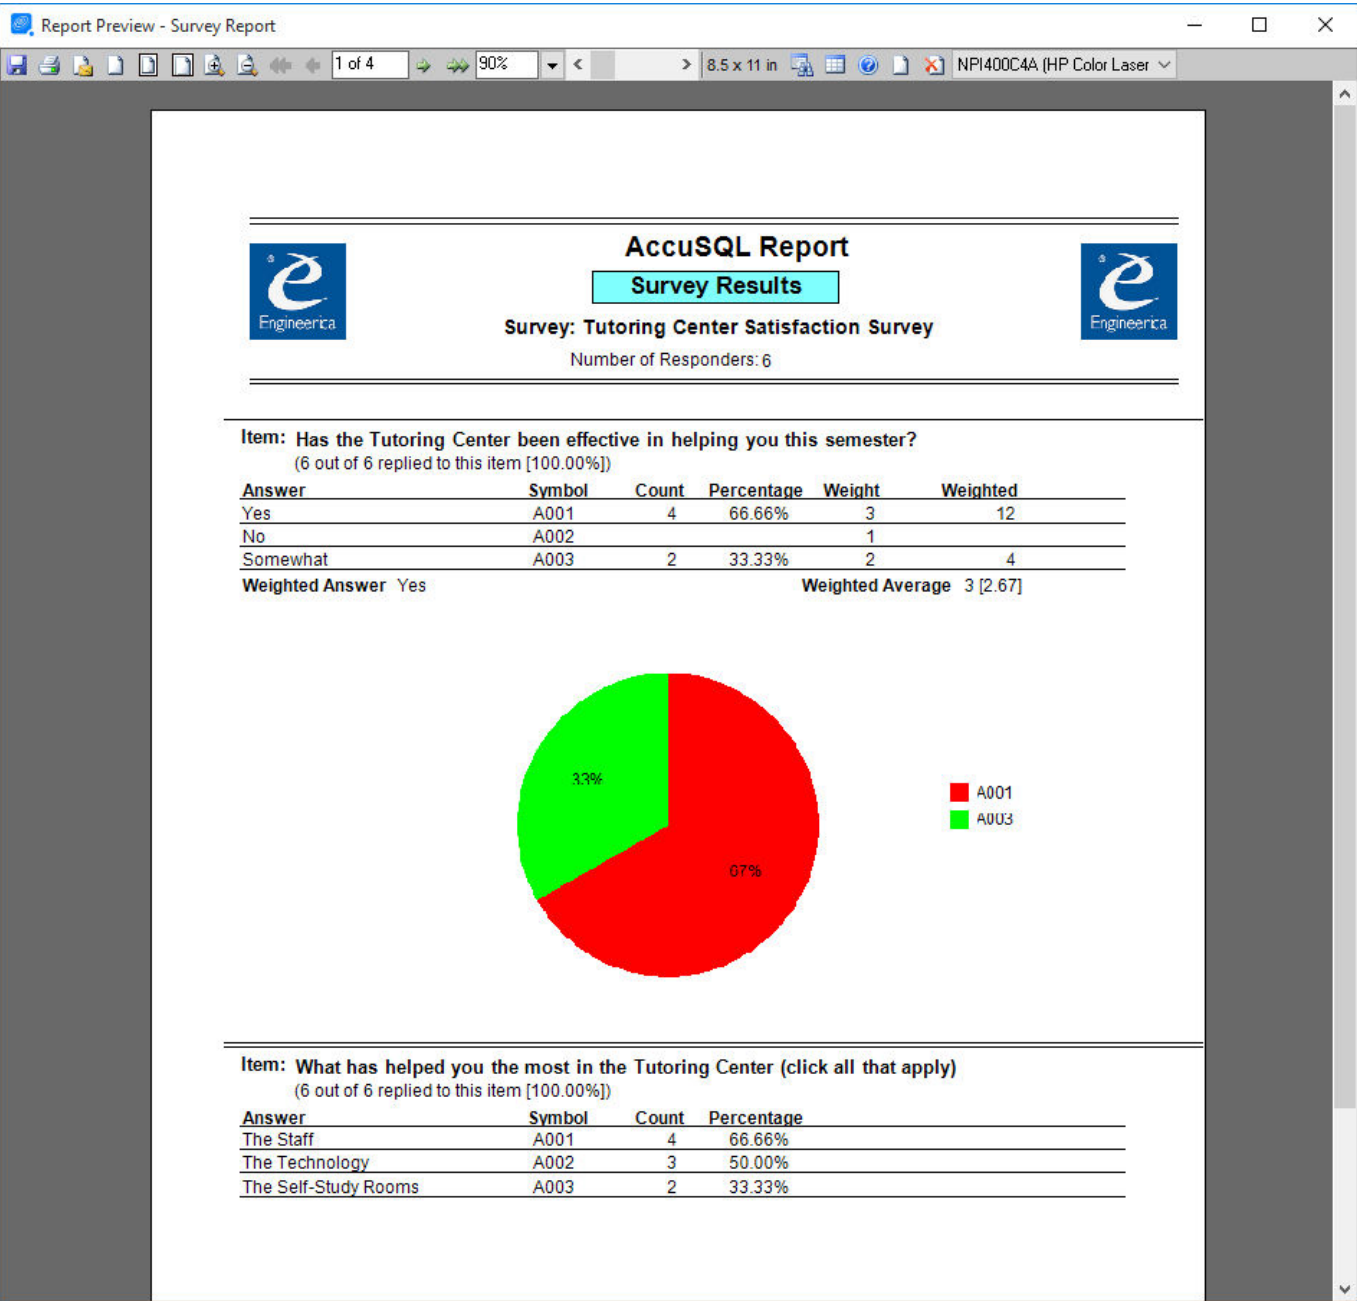 Report Preview - Survey Report
1 of 4 90% 8.5 x 11 in NPI400C4A (HP Color Laser
AccuSQL Report
Survey Results
Engineerica Engineerica
Survey: Tutoring Center Satisfaction Survey
Number of Responders: 6
Item: Has the Tutoring Center been effective in helping you this semester?
(6 out of 6 replied to this item [100.00%])
Answer Symbol Count Percentage Weight Weighted
Yes A001 4 66.66% 3 12
No A002 1
Somewhat A003 2 33.33% 2 4
Weighted Answer Yes Weighted Average 3 [2.67]
33%
A001
A003
67%
Item: What has helped you the most in the Tutoring Center (click all that apply)
(6 out of 6 replied to this item [100.00%])
Answer Symbol Count Percentage
The Staff A001 4 66.66%
The Technology A002 3 50.00%
The Self-Study Rooms A003 2 33.33%